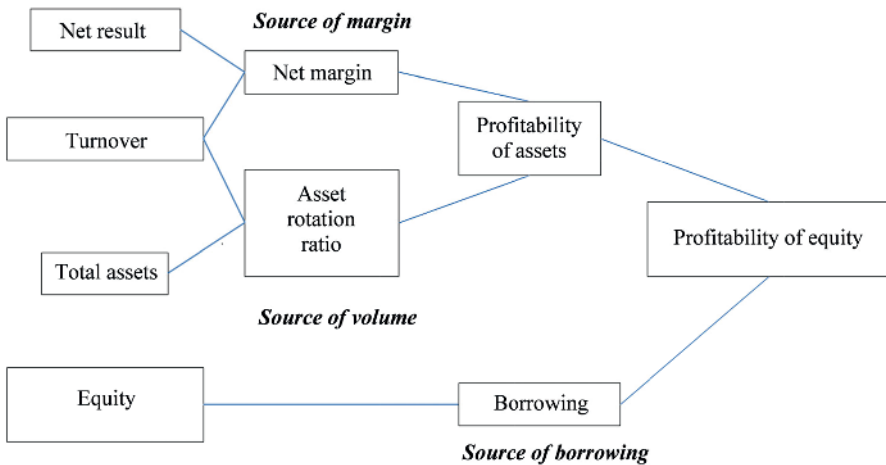 Source of margin
Net result
Net margin
Turnover
Profitability
of assets
Asset
rotation
ratio
Profitability of equity
Total assets
Source of volume
Equity
Borrowing
Source of borrowing